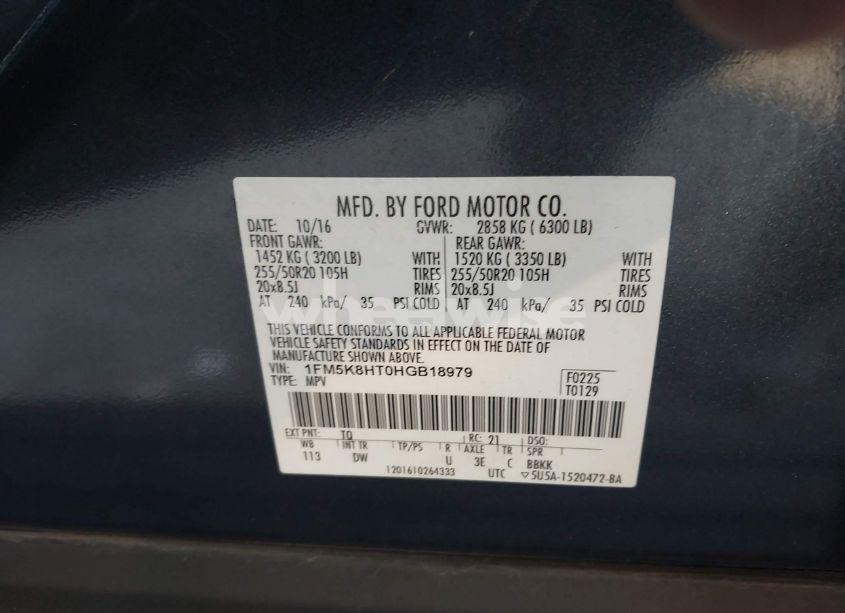 MFD. BY FORD MOTOR CO.
DATE: 10/16 GVWR: 2858 KG ( 6300 LB)
FRONT GAWR: REAR GAWR:
1452 KG ( 3200 LB) WITH 1520 KG ( 3350 LB) WITH
255/50R20 105H TIRES 255/50R20 105H TIRES
20x8.5J RIMS 20x8.5J RIMS
AT 240 kPa/ 35 PSI COLD AT 240 kPa/ 35 PSI COLD
THIS VEHICLE CONFORMS TO ALL APPLICABLE FEDERAL MOTOR
VEHICLE SAFETY STANDARDS IN EFFECT ON THE DATE OF
MANUFACTURE SHOWN ABOVE.
VIN: 1FM5K8HT0HGB18979 F0225
TYPE: MPV T0129
EXT PNT: TQ RC: 21 DSO:
WB INT TR TP/PS R AXLE TR SPR
113 DW U 3E C BBKK
1201610264333 UTC ▽5U5A-1520472-BA
wheelwise